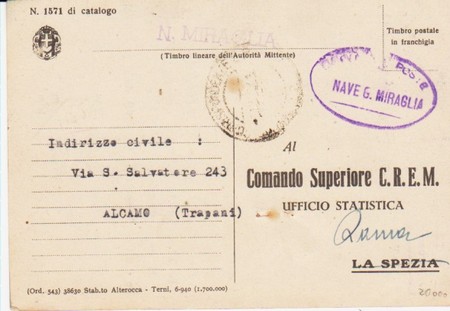 N. 1571 di catalogo
Timbro postale
in franchigia
N. MIRAGLIA
(Timbro lineare dell'Autorità Mittente)
POSTE
NAVE G. MIRAGLIA
Indirizzo civile :
Via S. Salvatore 243
ALCAMO (Trapani)
Al
Comando Superiore C.R.E.M.
UFFICIO STATISTICA
Roma
LA SPEZIA
(Ord. 543) 38650 Stab.to Alterocca - Terni, 6-940 (1.700.000)